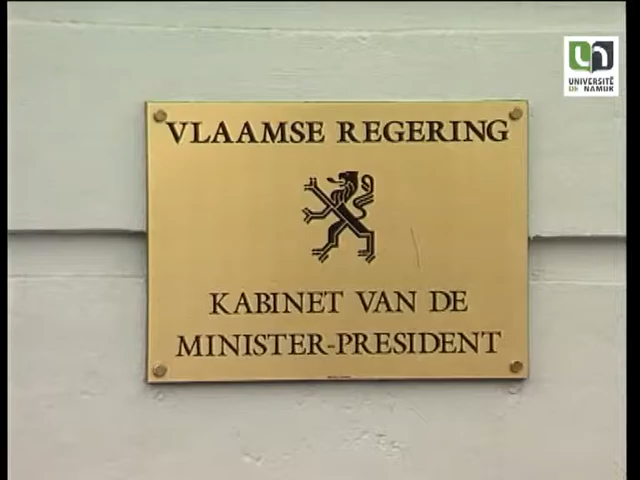 UNIVERSITÉ
DE NAMUR
VLAAMSE REGERING
KABINET VAN DE
MINISTER-PRESIDENT